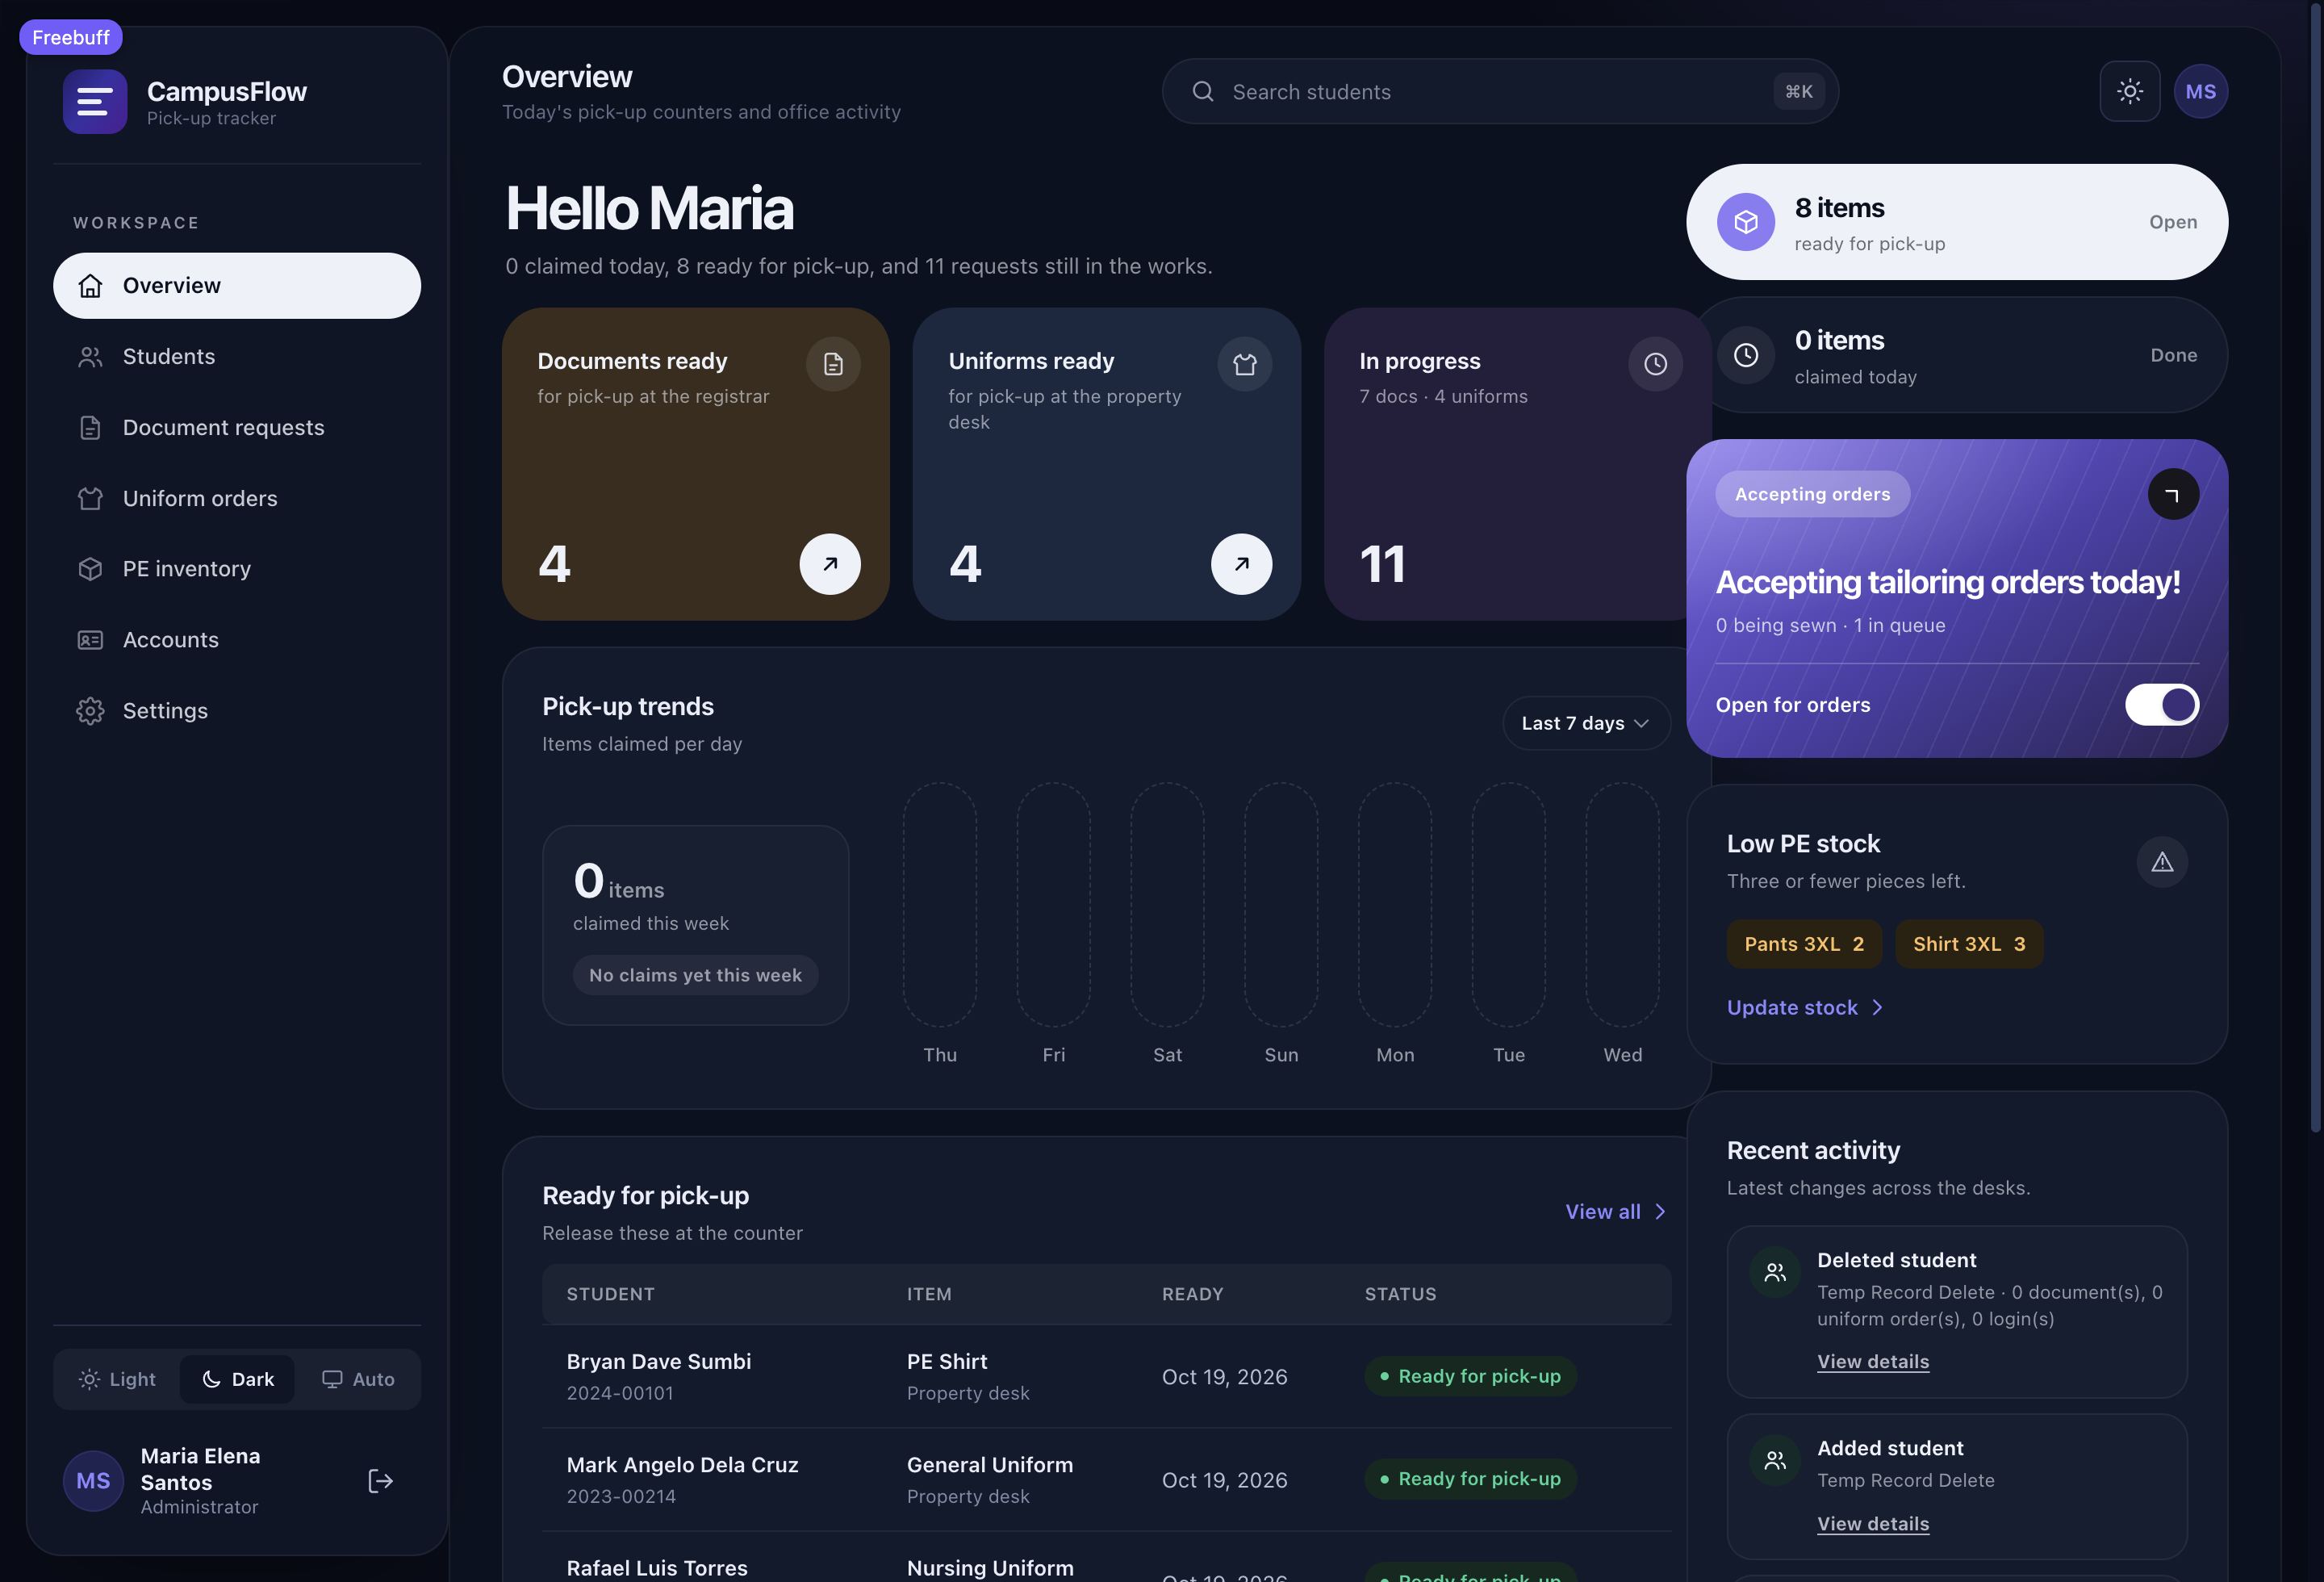 Freebuff
CampusFlow
Pick-up tracker
WORKSPACE
Overview
Students
Document requests
Uniform orders
PE inventory
Accounts
Settings
Light
Dark
Auto
MS
Maria Elena
Santos
Administrator
Overview
Today's pick-up counters and office activity
Search students
⌘K
MS
Hello Maria
0 claimed today, 8 ready for pick-up, and 11 requests still in the works.
Documents ready
for pick-up at the registrar
4
Uniforms ready
for pick-up at the property
desk
4
In progress
7 docs · 4 uniforms
11
Pick-up trends
Items claimed per day
Last 7 days
0 items
claimed this week
No claims yet this week
Thu
Fri
Sat
Sun
Mon
Tue
Wed
Ready for pick-up
Release these at the counter
View all
STUDENT ITEM READY STATUS
Bryan Dave Sumbi PE Shirt Oct 19, 2026 Ready for pick-up
2024-00101 Property desk
Mark Angelo Dela Cruz General Uniform Oct 19, 2026 Ready for pick-up
2023-00214 Property desk
Rafael Luis Torres Nursing Uniform Oct 19, 2026 Ready for pick-up
8 items
ready for pick-up
Open
0 items
claimed today
Done
Accepting orders
Accepting tailoring orders today!
0 being sewn · 1 in queue
Open for orders
Low PE stock
Three or fewer pieces left.
Pants 3XL 2
Shirt 3XL 3
Update stock
Recent activity
Latest changes across the desks.
Deleted student
Temp Record Delete · 0 document(s), 0
uniform order(s), 0 login(s)
View details
Added student
Temp Record Delete
View details